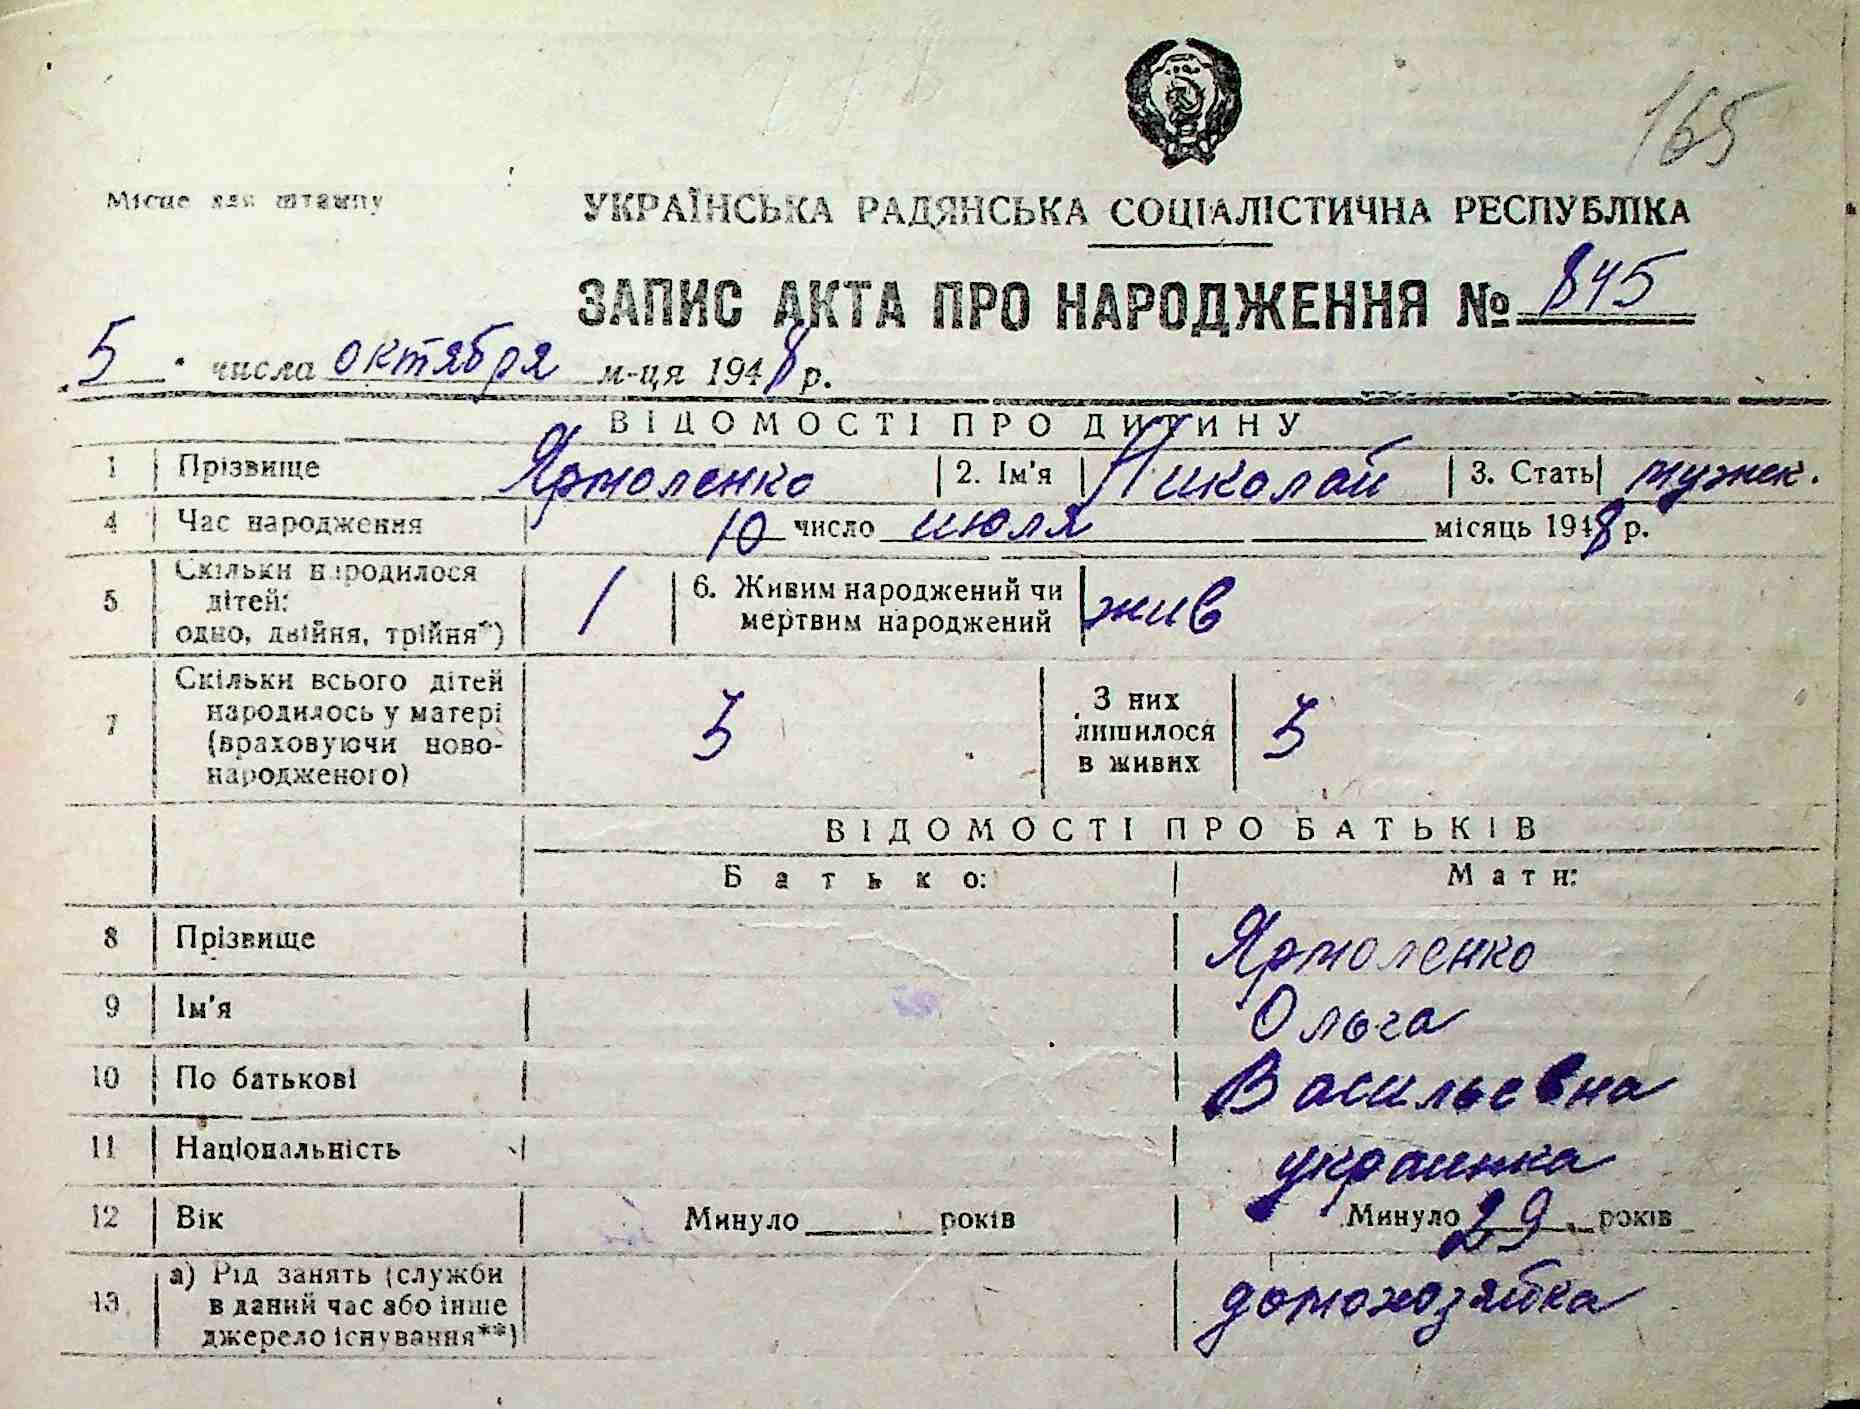 165
Місце для штампу
УКРАЇНСЬКА РАДЯНСЬКА СОЦІАЛІСТИЧНА РЕСПУБЛІКА
ЗАПИС АКТА ПРО НАРОДЖЕННЯ № 845
5 числа октября м-ця 1948 р.
ВІДОМОСТІ ПРО ДИТИНУ
1 Прізвище Ярмоленко 2. Ім'я Николай 3. Стать мужск.
4 Час народження 10 число июля місяць 1948 р.
5 Скільки народилося
дітей:
одно, двійня, трійня*) 1 6. Живим народжений чи
мертвим народжений жив
7 Скільки всього дітей
народилось у матері
(враховуючи ново-
народженого) 3 З них
лишилося
в живих 3
ВІДОМОСТІ ПРО БАТЬКІВ
Батько: Мати:
8 Прізвище Ярмоленко
9 Ім'я Ольга
10 По батькові Васильевна
11 Національність украинка
12 Вік Минуло років Минуло 29 років
13 а) Рід занять (служби
в даний час або інше
джерело існування**) домохозяйка